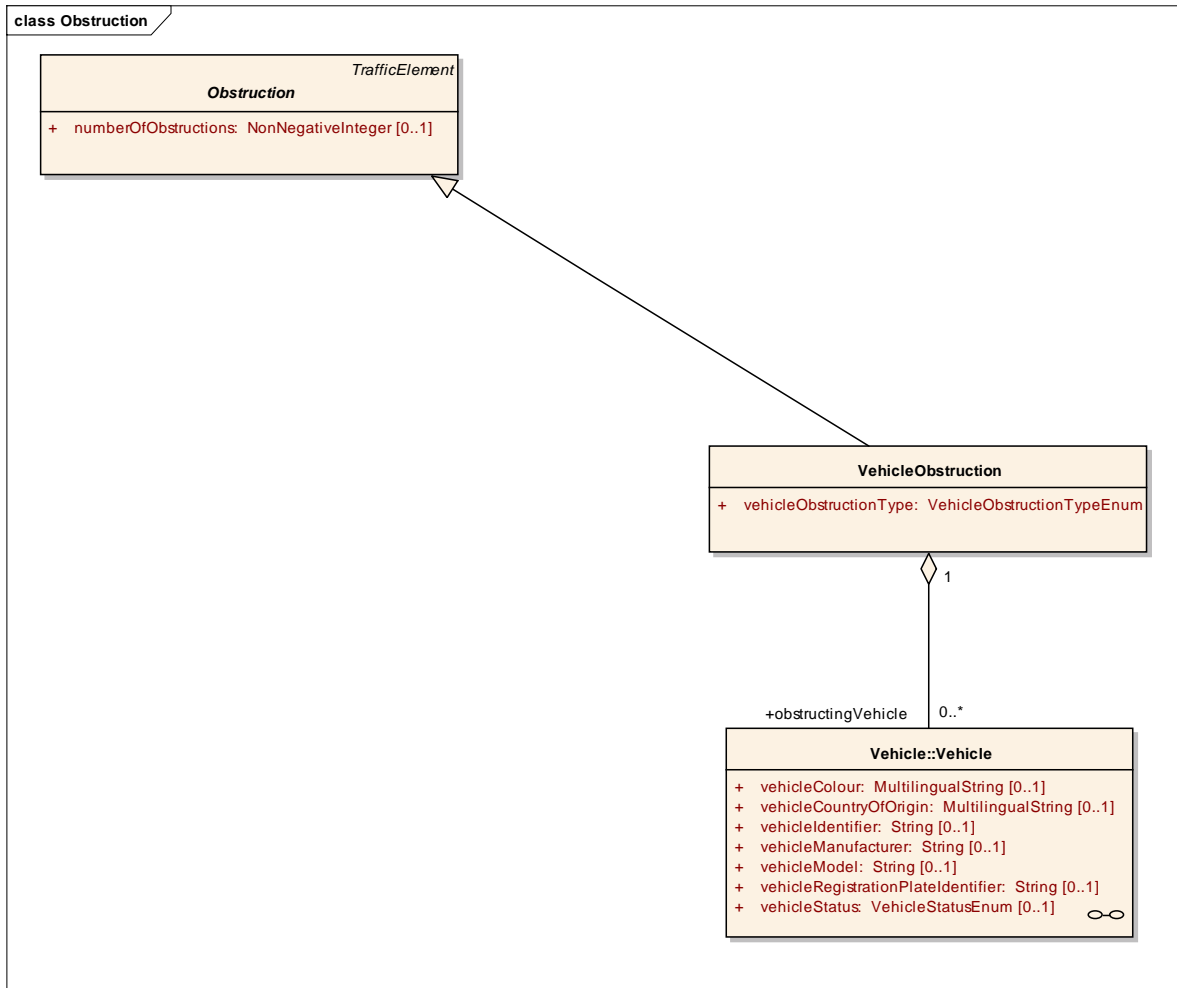 class Obstruction
TrafficElement
Obstruction
+ numberOfObstructions: NonNegativeInteger [0..1]
VehicleObstruction
+ vehicleObstructionType: VehicleObstructionTypeEnum
1
+obstructingVehicle 0..*
Vehicle::Vehicle
+ vehicleColour: MultilingualString [0..1]
+ vehicleCountryOfOrigin: MultilingualString [0..1]
+ vehicleIdentifier: String [0..1]
+ vehicleManufacturer: String [0..1]
+ vehicleModel: String [0..1]
+ vehicleRegistrationPlateIdentifier: String [0..1]
+ vehicleStatus: VehicleStatusEnum [0..1]